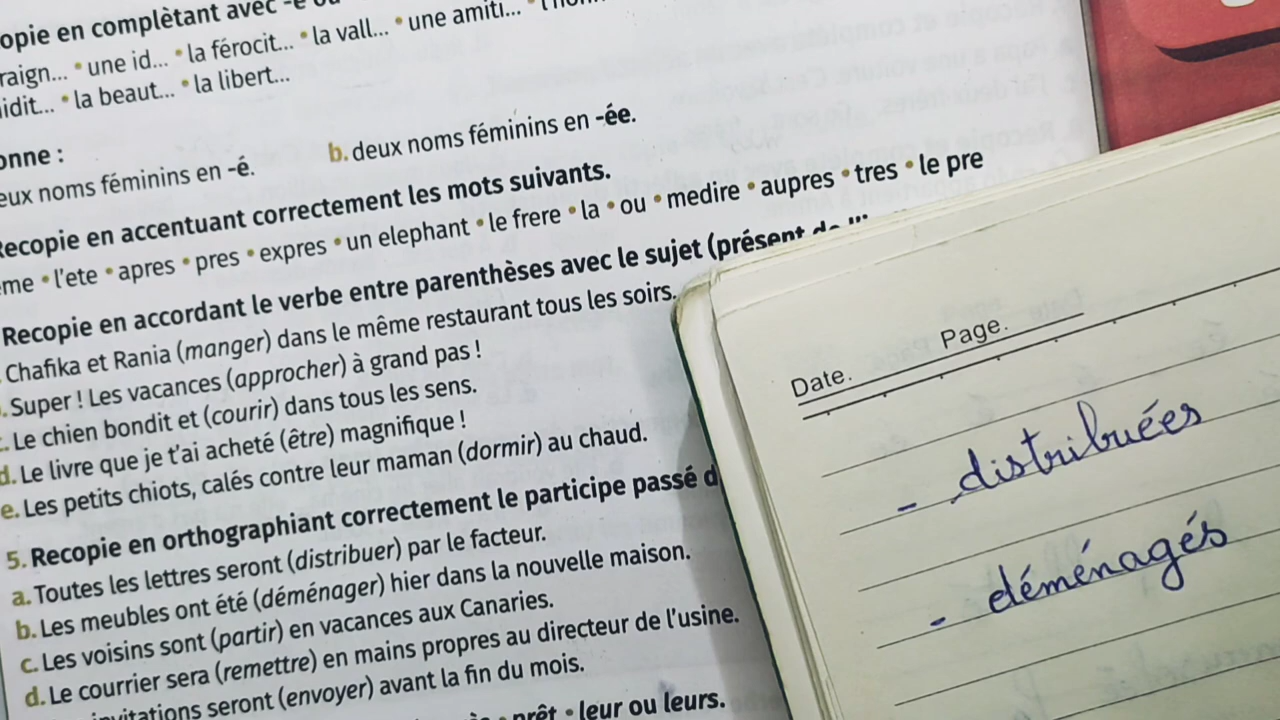 opie en complètant avec -é ou
raign... • une id... • la férocit... • la vall... • une amiti...
idit... • la beaut... • la libert...
onne :
eux noms féminins en -é. b. deux noms féminins en -ée.
Recopie en accentuant correctement les mots suivants.
me • l'ete • apres • pres • expres • un elephant • le frere • la • ou • medire • aupres • tres • le pre
Recopie en accordant le verbe entre parenthèses avec le sujet (présent de
Chafika et Rania (manger) dans le même restaurant tous les soirs.
. Super ! Les vacances (approcher) à grand pas !
c. Le chien bondit et (courir) dans tous les sens.
d. Le livre que je t'ai acheté (être) magnifique !
e. Les petits chiots, calés contre leur maman (dormir) au chaud.
5. Recopie en orthographiant correctement le participe passé d
a. Toutes les lettres seront (distribuer) par le facteur.
b. Les meubles ont été (déménager) hier dans la nouvelle maison.
c. Les voisins sont (partir) en vacances aux Canaries.
d. Le courrier sera (remettre) en mains propres au directeur de l'usine.
invitations seront (envoyer) avant la fin du mois.
prêt • leur ou leurs.
Date. Page.
- distribuées
- déménagés